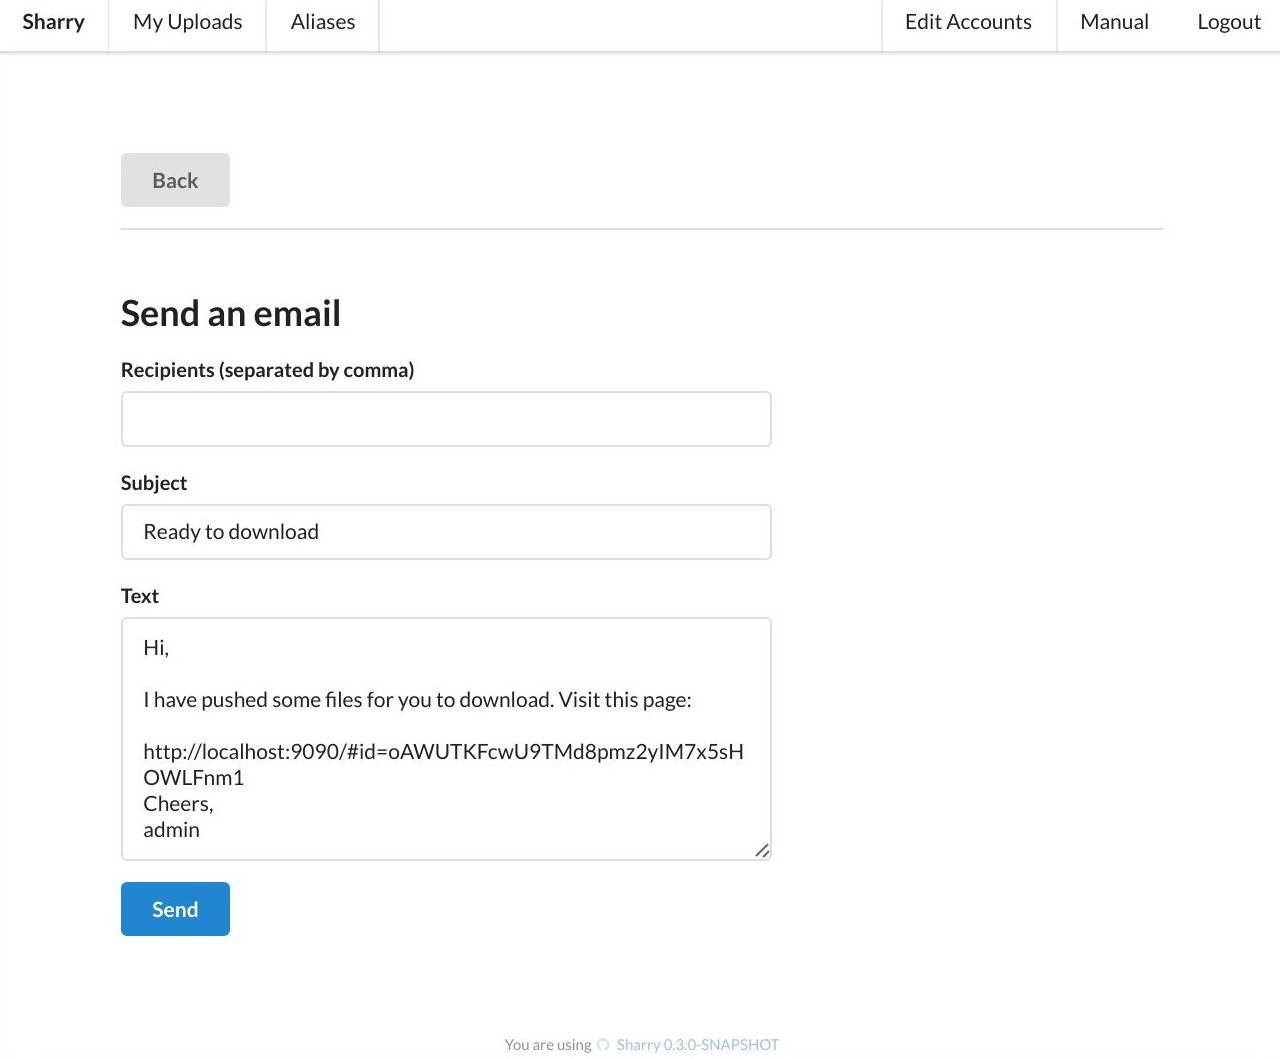 Sharry My Uploads Aliases Edit Accounts Manual Logout
Back
Send an email
Recipients (separated by comma)
Subject
Ready to download
Text
Hi,
I have pushed some files for you to download. Visit this page:
http://localhost:9090/#id=oAWUTKFcwU9TMd8pmz2yIM7x5sH
OWLFnm1
Cheers,
admin
Send
You are using Sharry 0.3.0-SNAPSHOT